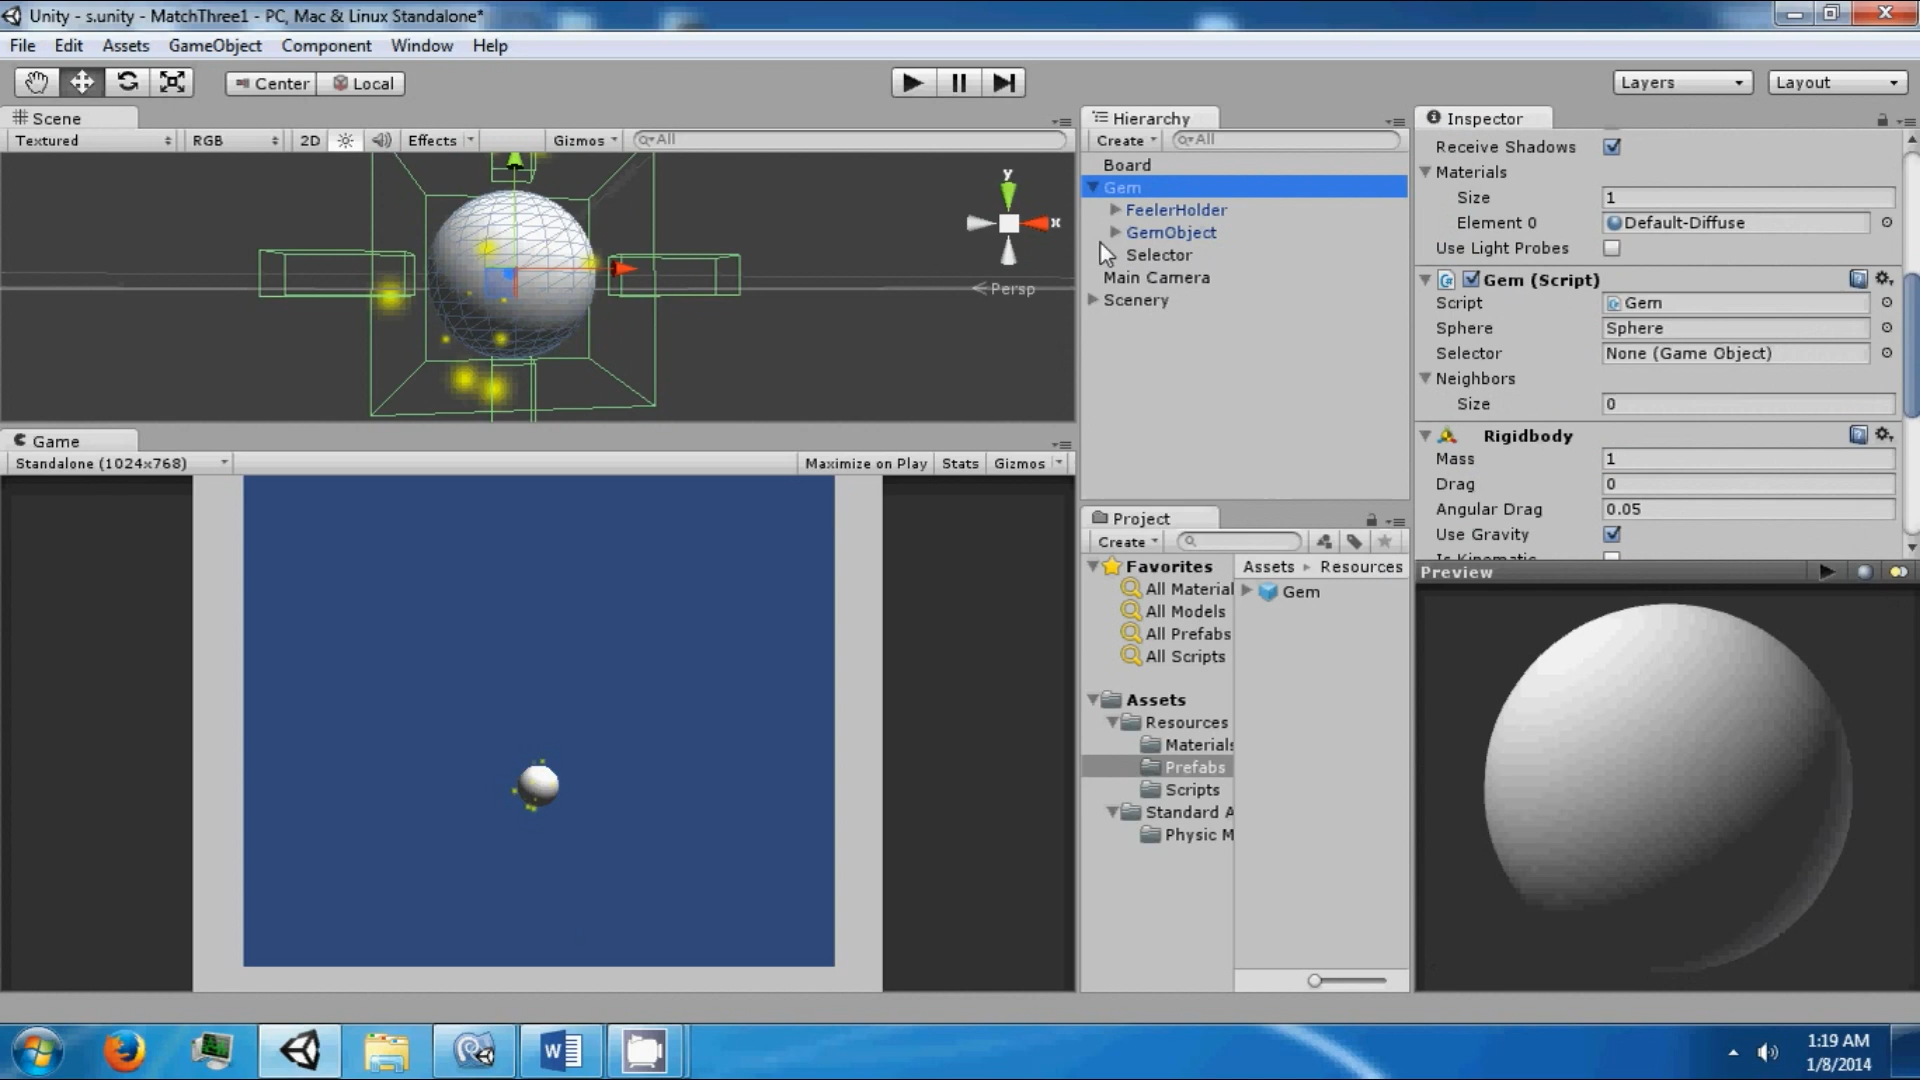 Unity - s.unity - MatchThree1 - PC, Mac & Linux Standalone*
File Edit Assets GameObject Component Window Help
Center Local
Layers Layout
Scene
Textured RGB 2D Effects Gizmos All
y
x
Persp
Game
Standalone (1024x768) Maximize on Play Stats Gizmos
Hierarchy
Create All
Board
Gem
FeelerHolder
GemObject
Selector
Main Camera
Scenery
Project
Create
Favorites
All Material
All Models
All Prefabs
All Scripts
Assets
Resources
Materials
Prefabs
Scripts
Standard A
Physic M
Assets Resources
Gem
Inspector
Receive Shadows
Materials
Size 1
Element 0 Default-Diffuse
Use Light Probes
Gem (Script)
Script Gem
Sphere Sphere
Selector None (Game Object)
Neighbors
Size 0
Rigidbody
Mass 1
Drag 0
Angular Drag 0.05
Use Gravity
Is Kinematic
Preview
1:19 AM
1/8/2014